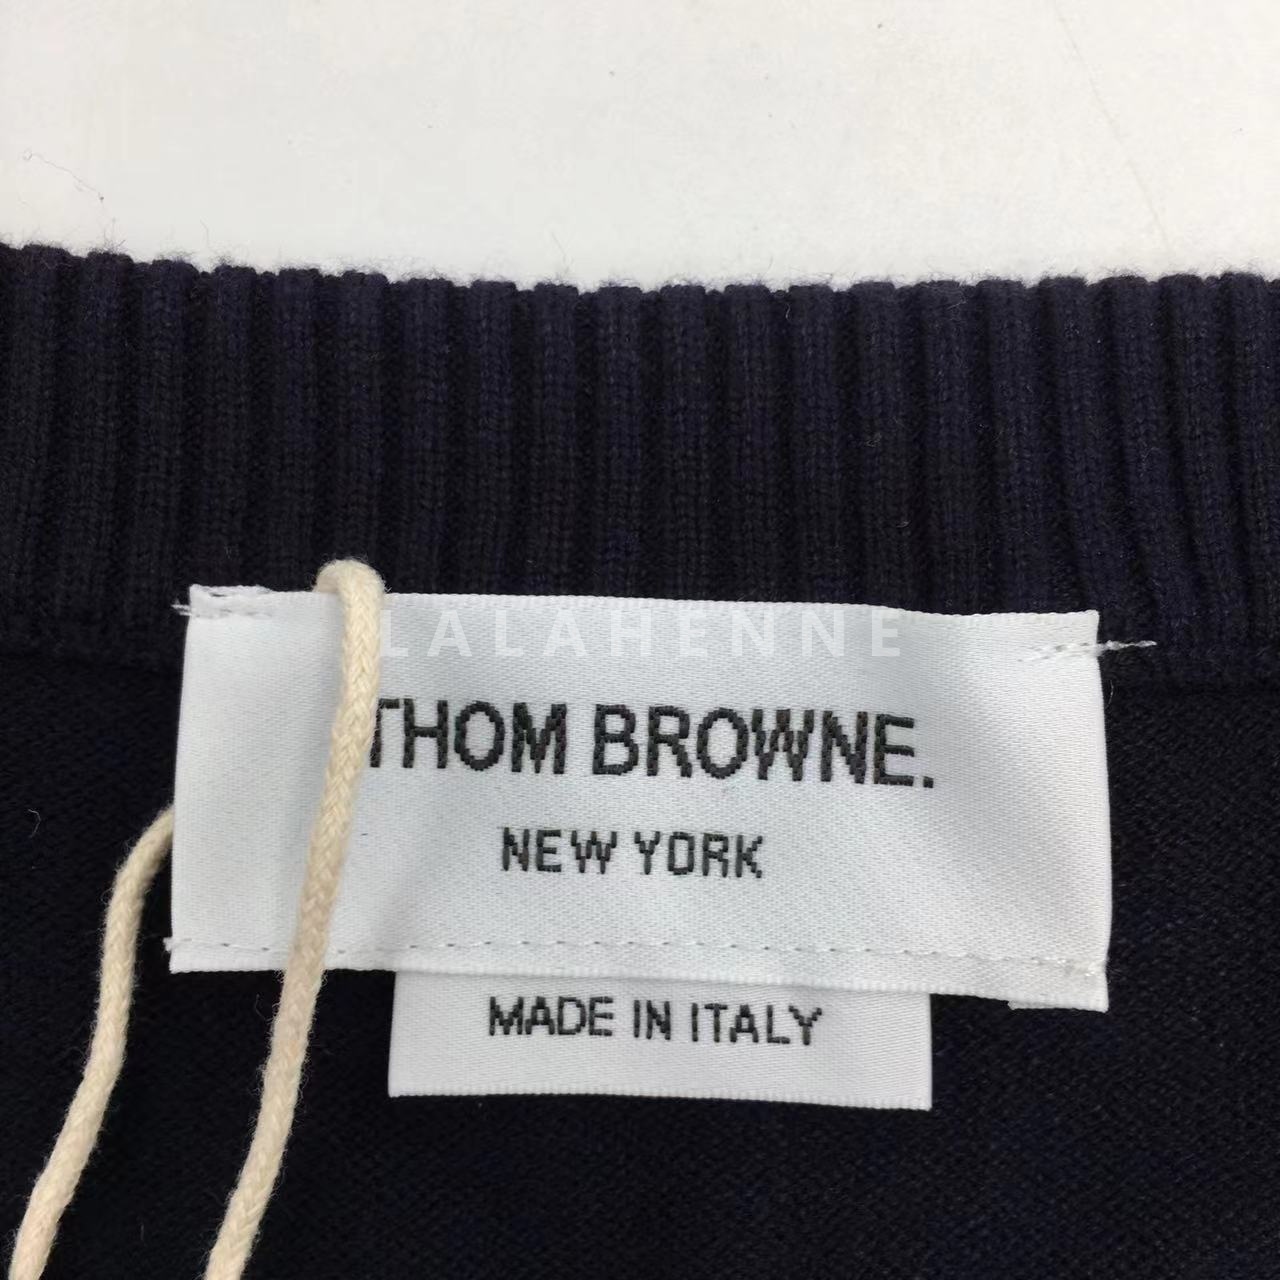 LALAHENNE
THOM BROWNE.
NEW YORK
MADE IN ITALY